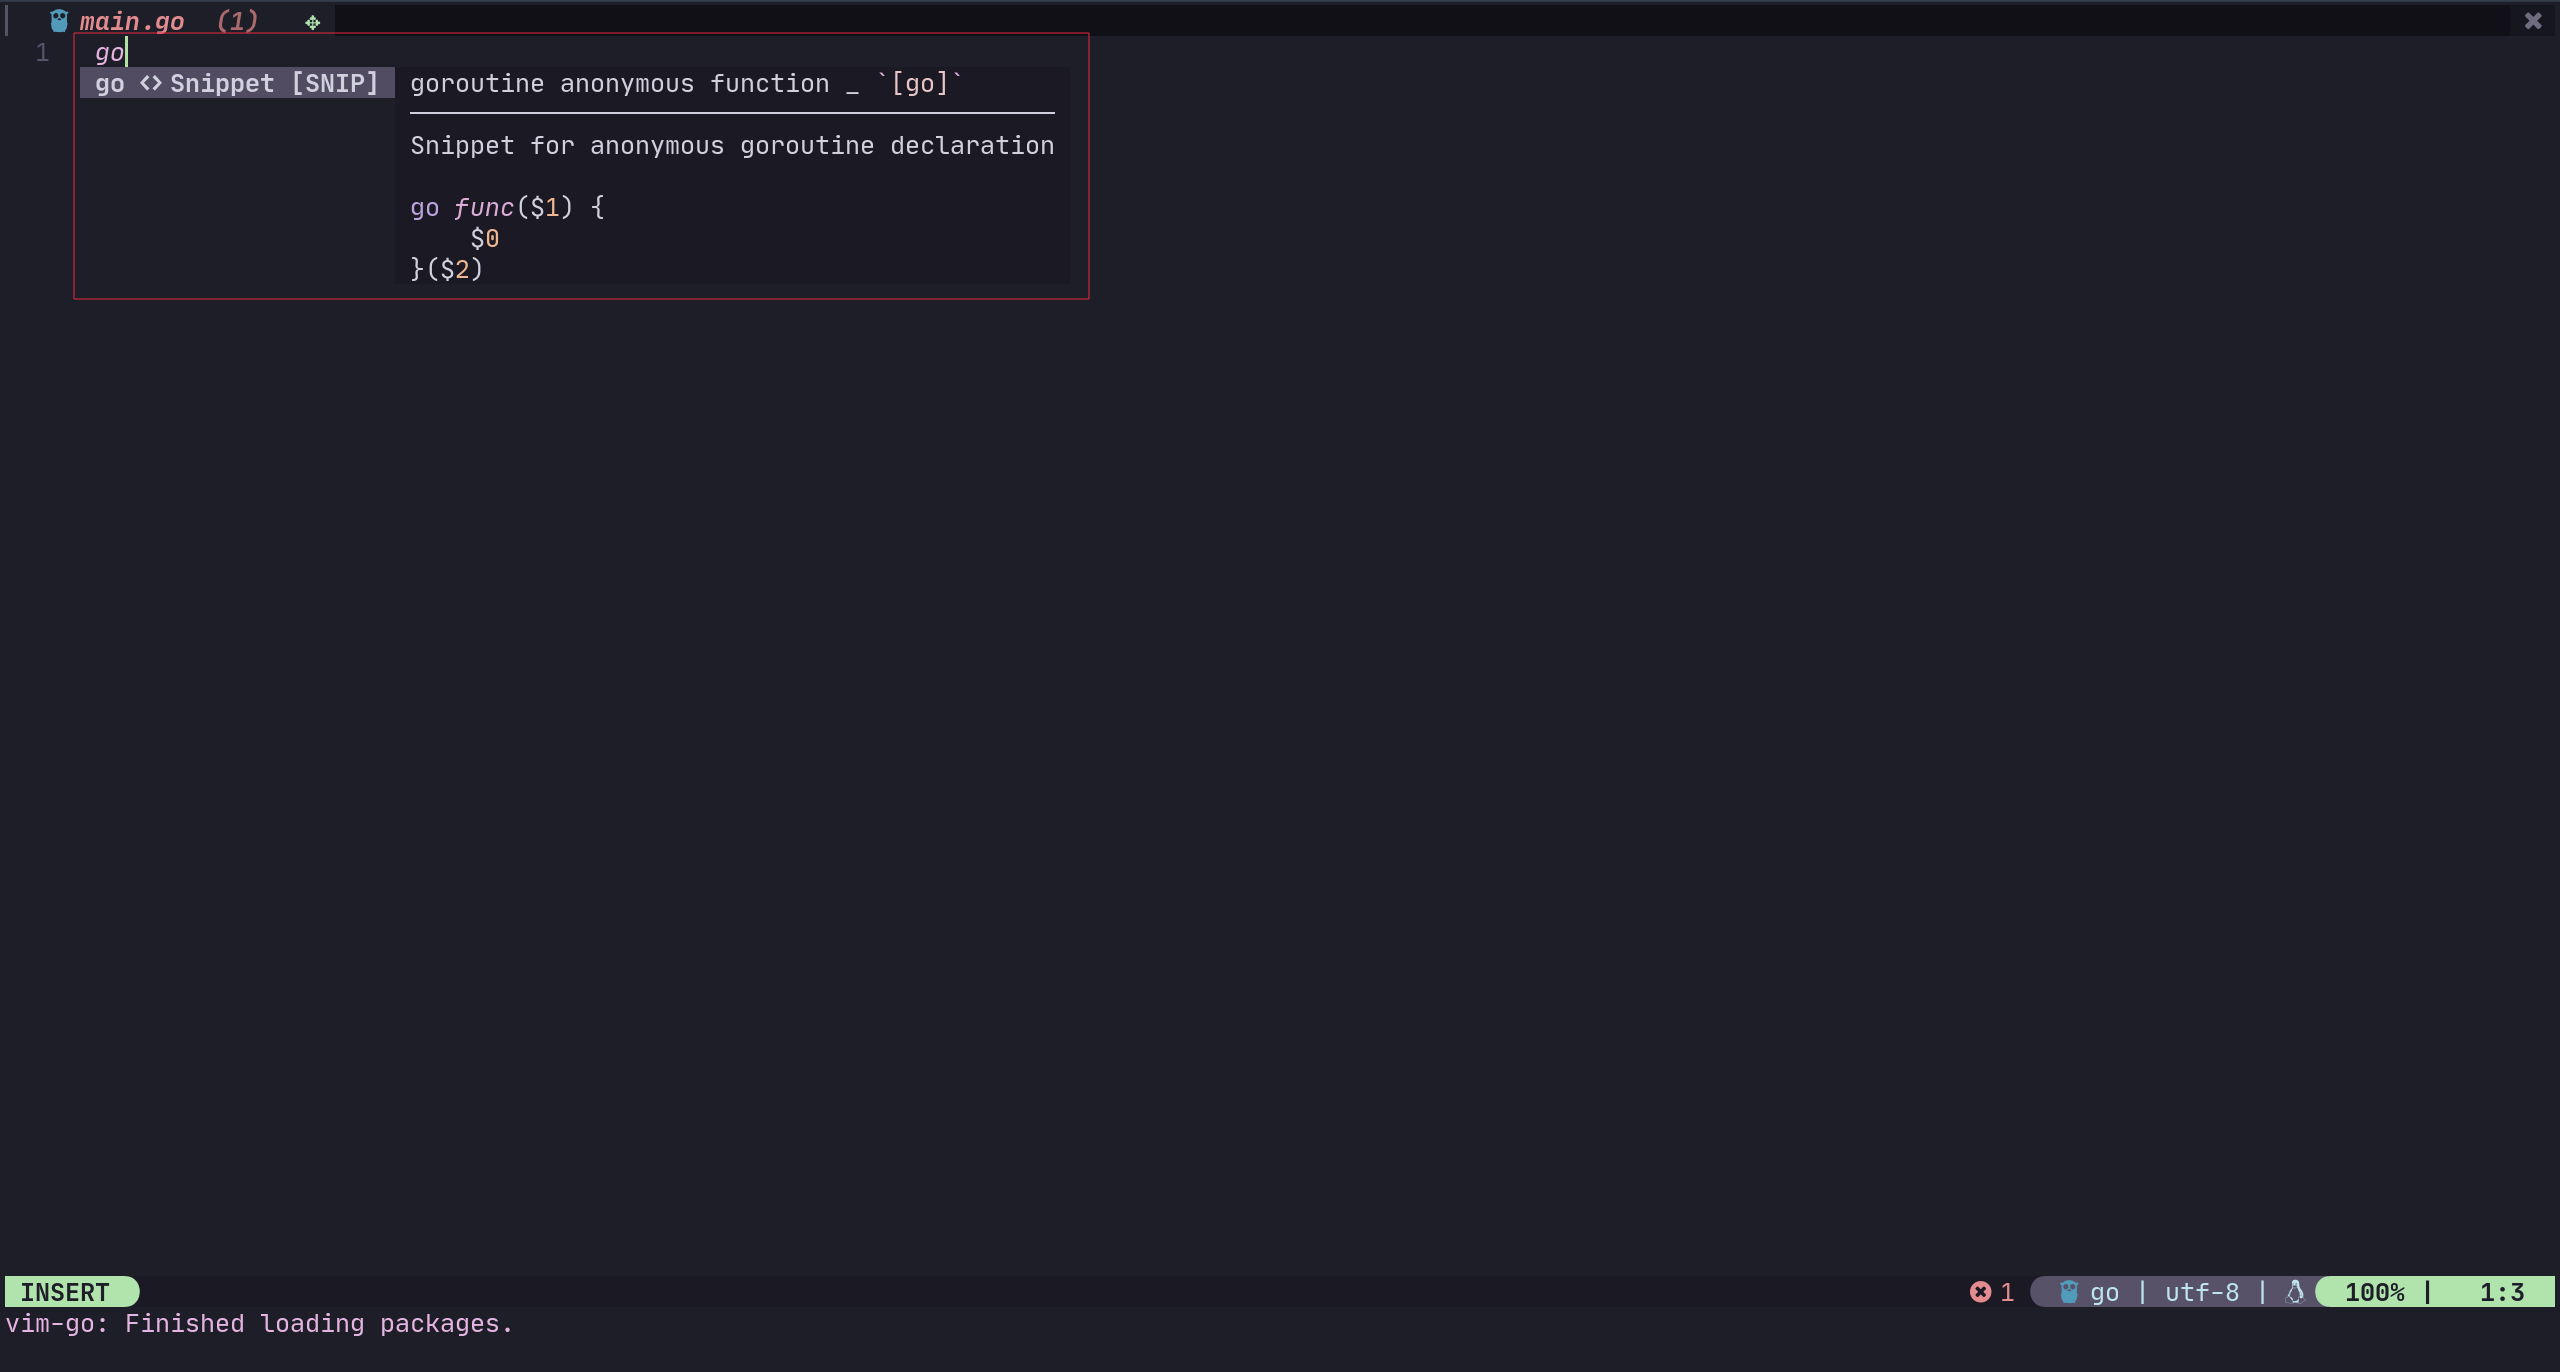 main.go (1)
1 go
go <> Snippet [SNIP] goroutine anonymous function _ `[go]`
Snippet for anonymous goroutine declaration
go func($1) {
$0
}($2)
INSERT 1 go | utf-8 | 100% | 1:3
vim-go: Finished loading packages.